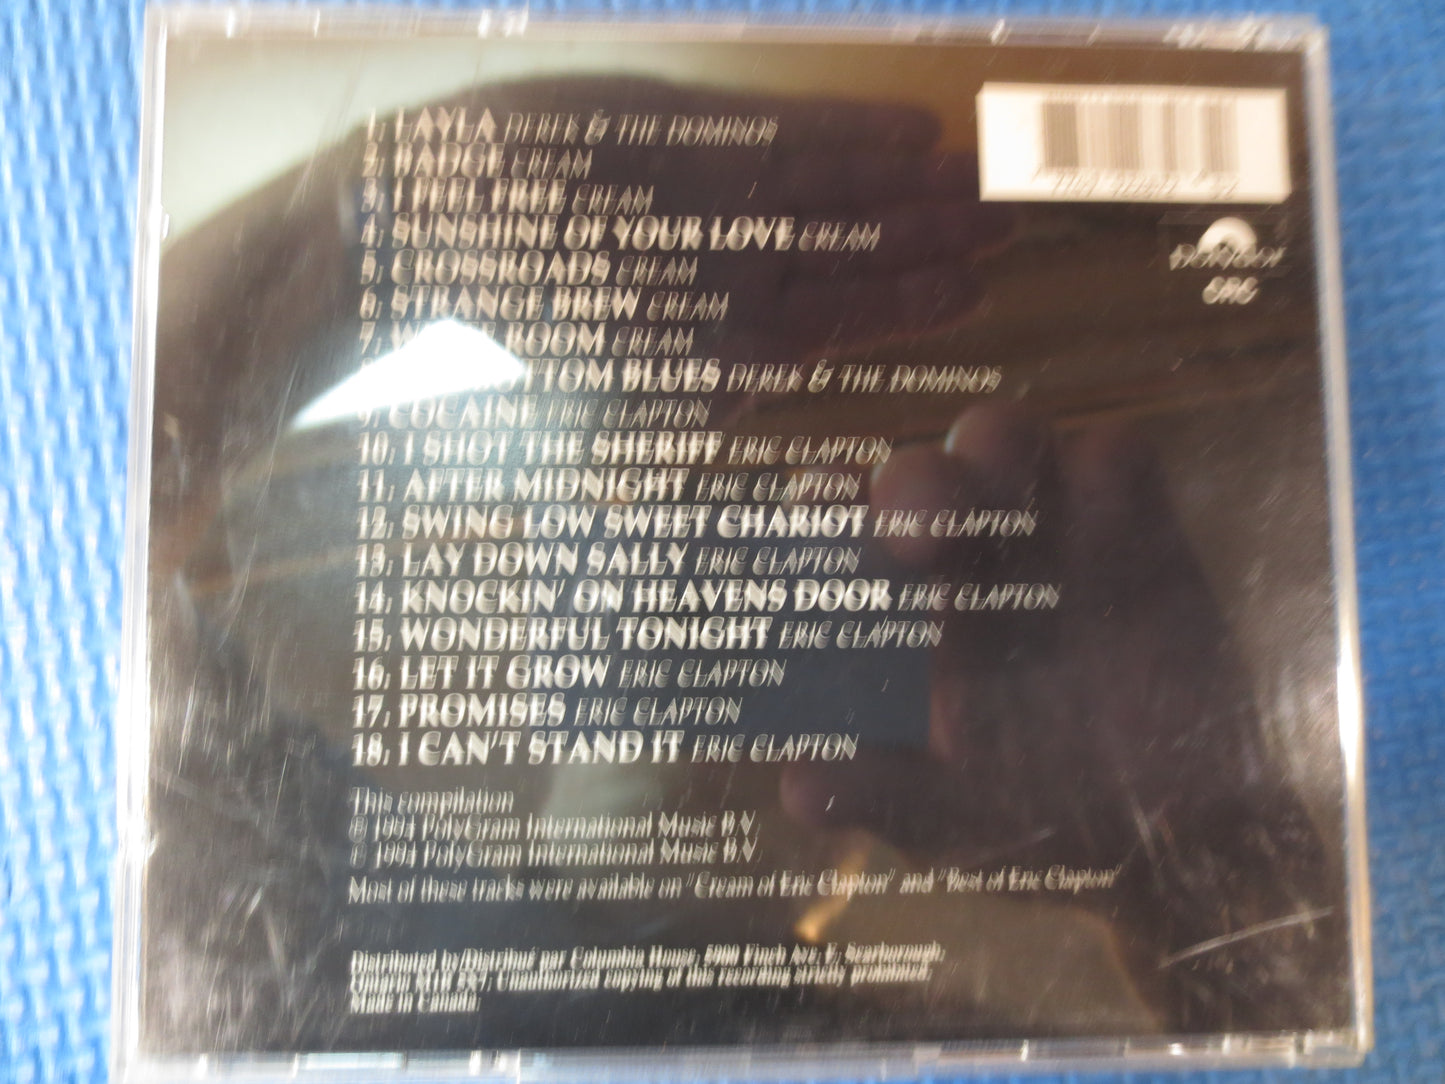 1. LAYLA DEREK & THE DOMINOS
2. BADGE CREAM
3. I FEEL FREE CREAM
4. SUNSHINE OF YOUR LOVE CREAM
5. CROSSROADS CREAM
6. STRANGE BREW CREAM
7. ROOM CREAM
BLUES DEREK & THE DOMINOS
9. COCAINE ERIC CLAPTON
10. I SHOT THE SHERIFF ERIC CLAPTON
11. AFTER MIDNIGHT ERIC CLAPTON
12. SWING LOW SWEET CHARIOT ERIC CLAPTON
13. LAY DOWN SALLY ERIC CLAPTON
14. KNOCKIN' ON HEAVENS DOOR ERIC CLAPTON
15. WONDERFUL TONIGHT ERIC CLAPTON
16. LET IT GROW ERIC CLAPTON
17. PROMISES ERIC CLAPTON
18. I CAN'T STAND IT ERIC CLAPTON
This compilation
℗ PolyGram International Music B.V.
© PolyGram International Music B.V.
Most of these tracks were available on "Cream of Eric Clapton" and "Best of Eric Clapton"
Distributed by/Distribué par Columbia House, 5900 Finch Ave. E. Scarborough,
Unauthorized copying of this recording strictly prohibited.
Made in Canada.
polydor